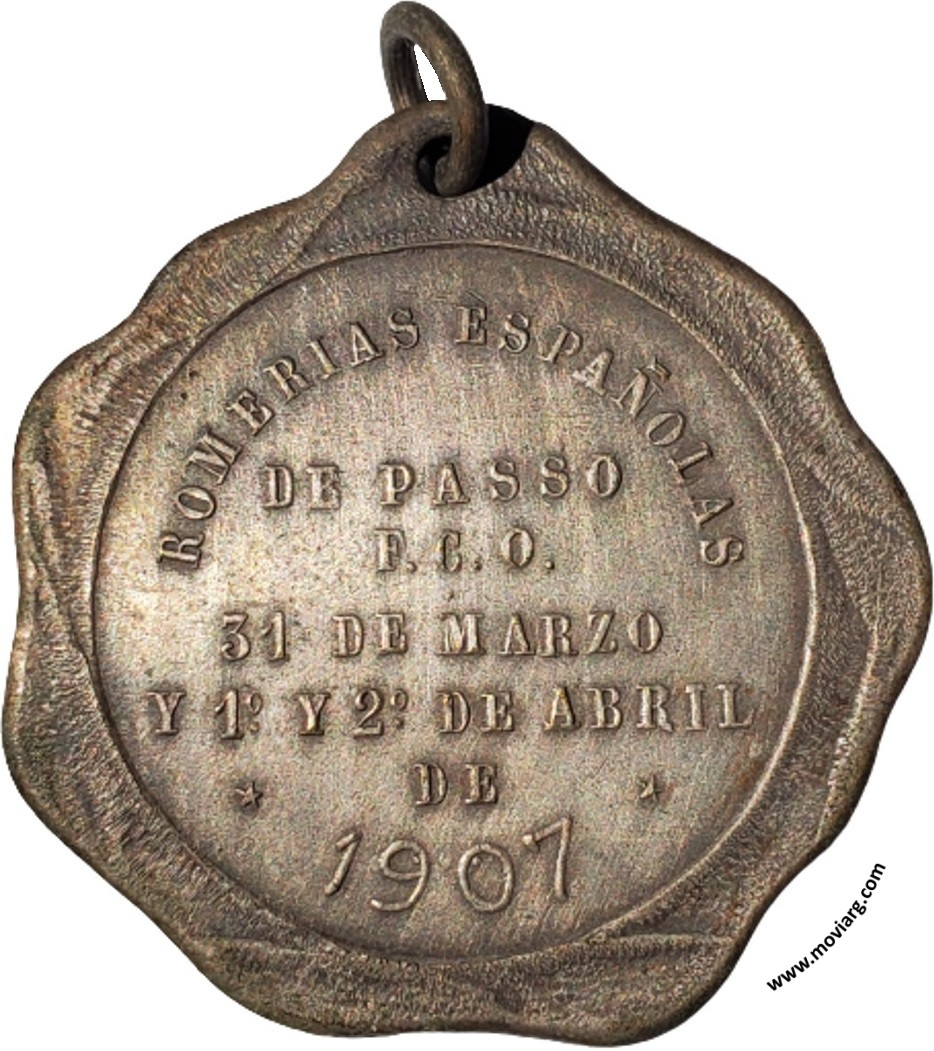 ROMERIAS ESPAÑOLAS
DE PASSO
F.C.O.
31 DE MARZO
Y 1º Y 2º DE ABRIL
* DE *
1907
www.moviarg.com